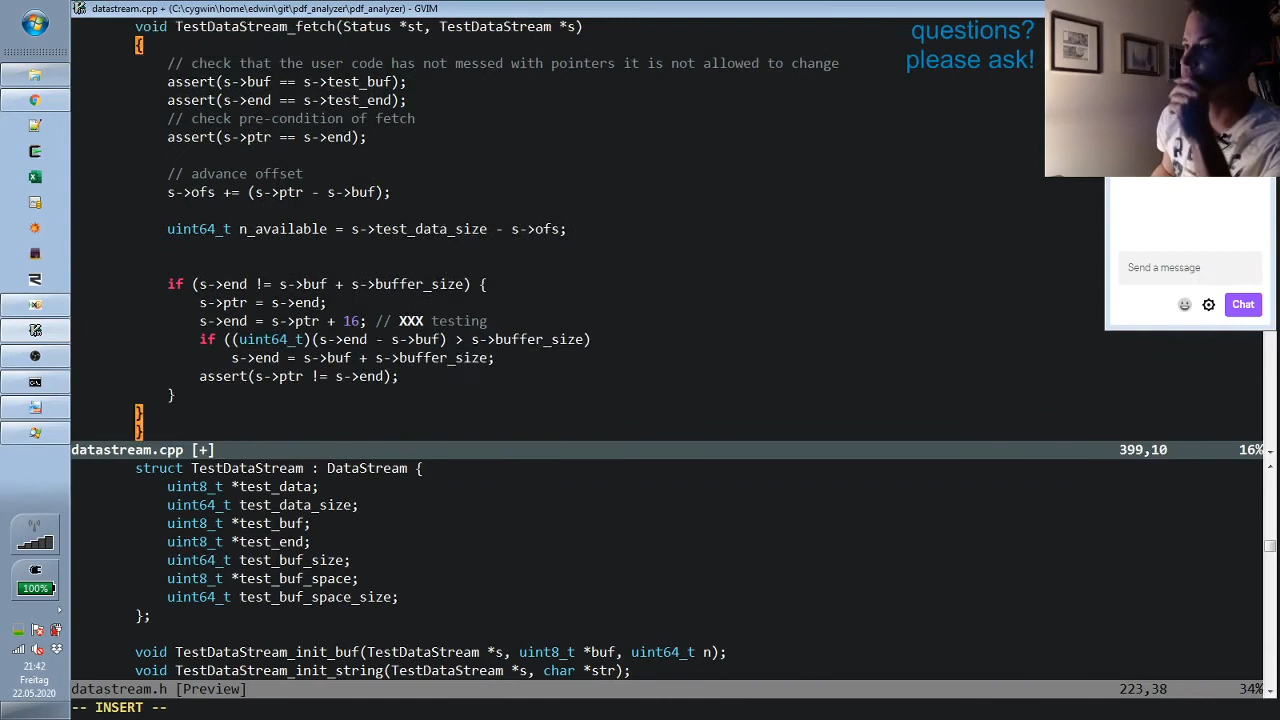 datastream.cpp + (C:\cygwin\home\edwin\git\pdf_analyzer\pdf_analyzer) - GVIM
void TestDataStream_fetch(Status *st, TestDataStream *s)
{
// check that the user code has not messed with pointers it is not allowed to change
assert(s->buf == s->test_buf);
assert(s->end == s->test_end);
// check pre-condition of fetch
assert(s->ptr == s->end);
// advance offset
s->ofs += (s->ptr - s->buf);
uint64_t n_available = s->test_data_size - s->ofs;
if (s->end != s->buf + s->buffer_size) {
s->ptr = s->end;
s->end = s->ptr + 16; // XXX testing
if ((uint64_t)(s->end - s->buf) > s->buffer_size)
s->end = s->buf + s->buffer_size;
assert(s->ptr != s->end);
}
}
}
datastream.cpp [+] 399,10 16%
struct TestDataStream : DataStream {
uint8_t *test_data;
uint64_t test_data_size;
uint8_t *test_buf;
uint8_t *test_end;
uint64_t test_buf_size;
uint8_t *test_buf_space;
uint64_t test_buf_space_size;
};
void TestDataStream_init_buf(TestDataStream *s, uint8_t *buf, uint64_t n);
void TestDataStream_init_string(TestDataStream *s, char *str);
datastream.h [Preview] 223,38 34%
-- INSERT --
questions?
please ask!
Send a message
Chat
100%
21:42
Freitag
22.05.2020